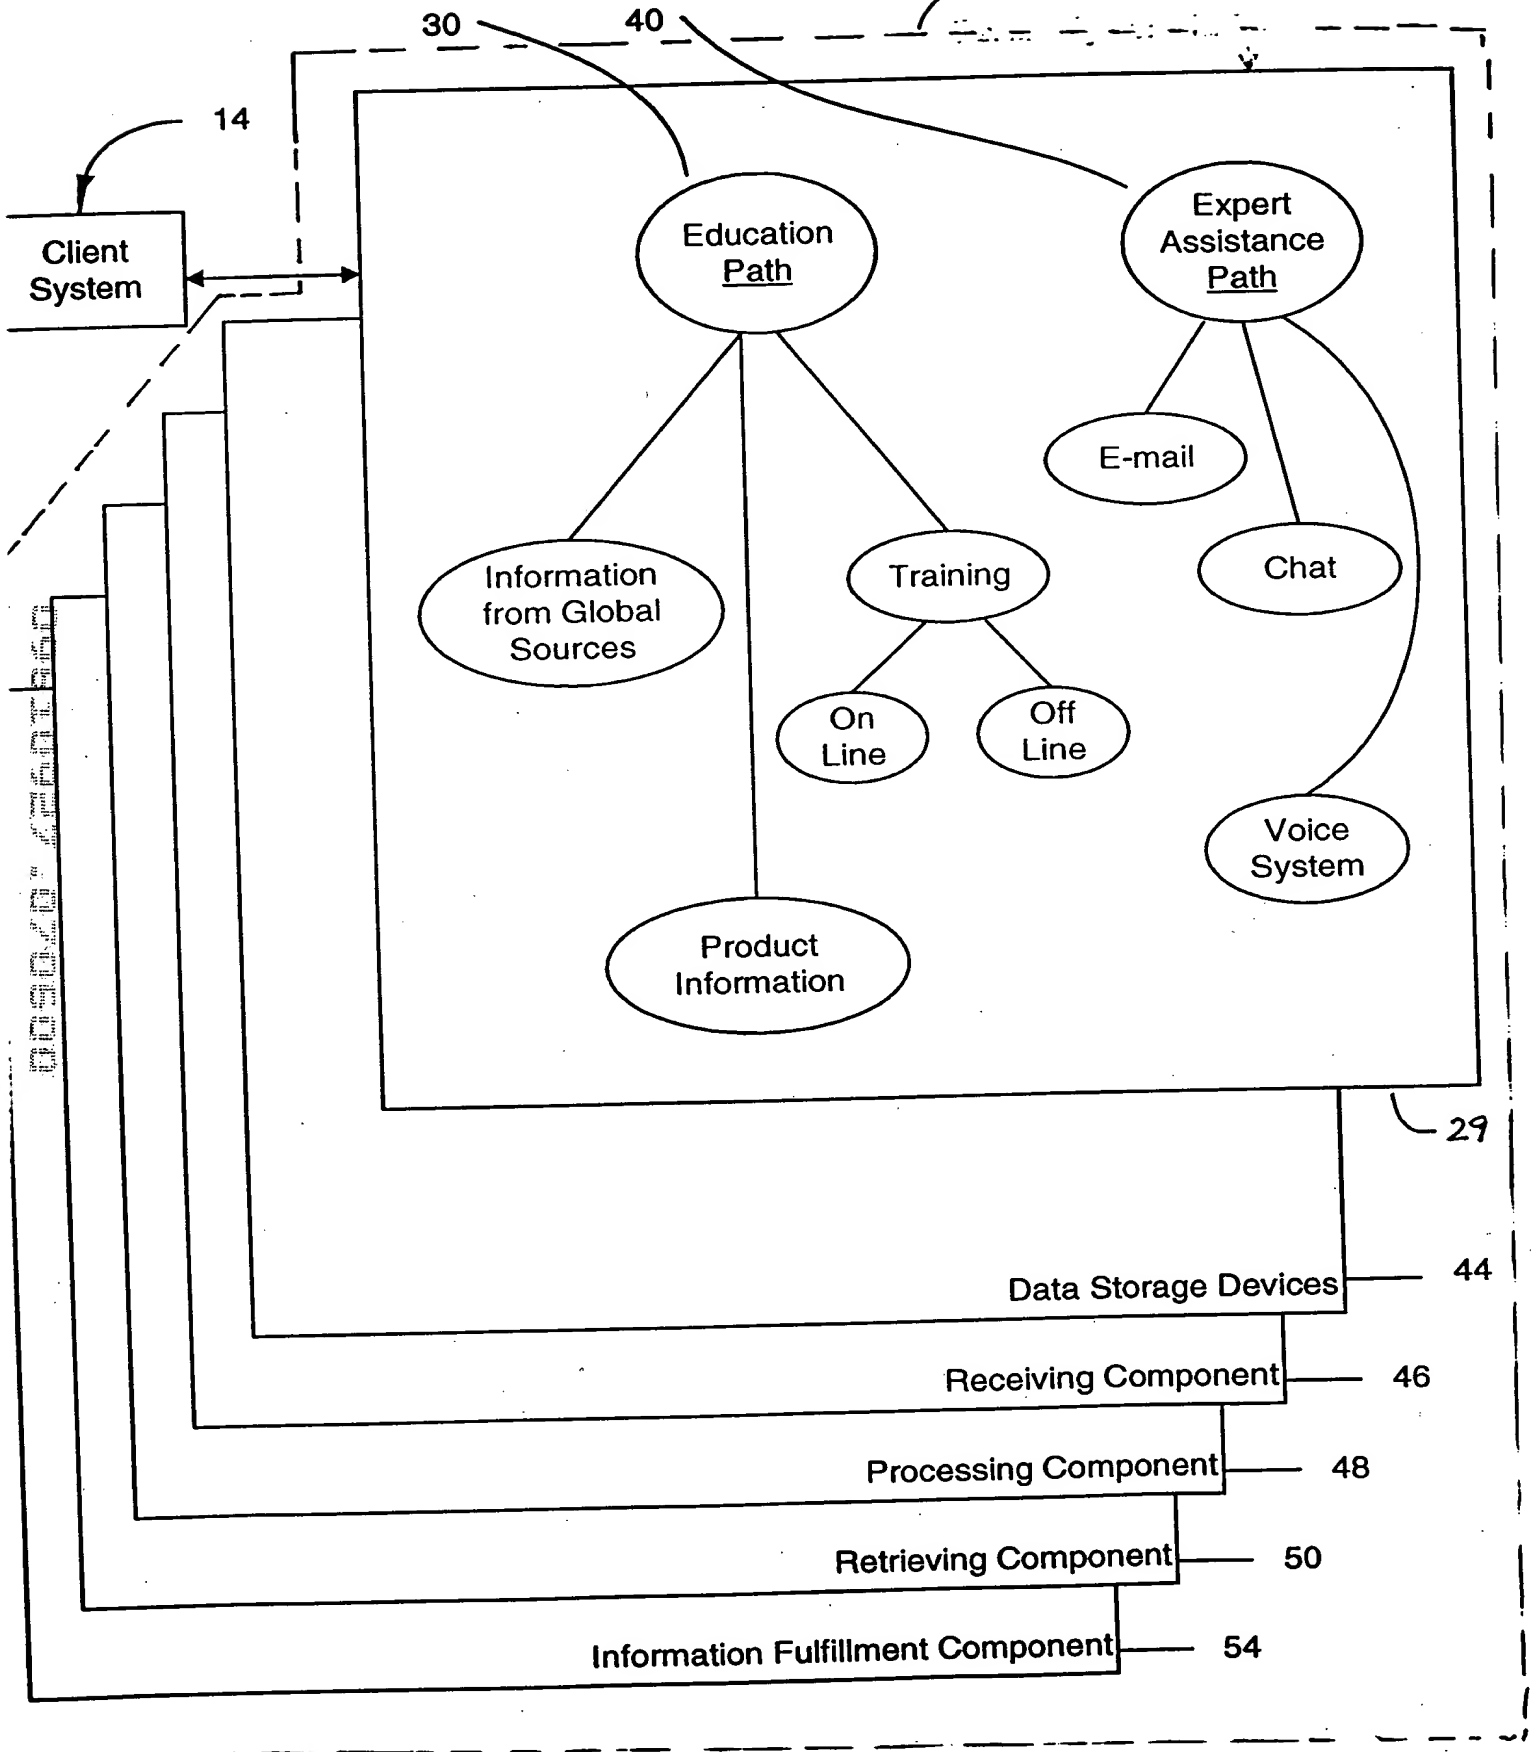 30
40
14
Client
System
Education
Path
Expert
Assistance
Path
E-mail
Chat
Information
from Global
Sources
Training
On
Line
Off
Line
Voice
System
Product
Information
29
Data Storage Devices
44
Receiving Component
46
Processing Component
48
Retrieving Component
50
Information Fulfillment Component
54